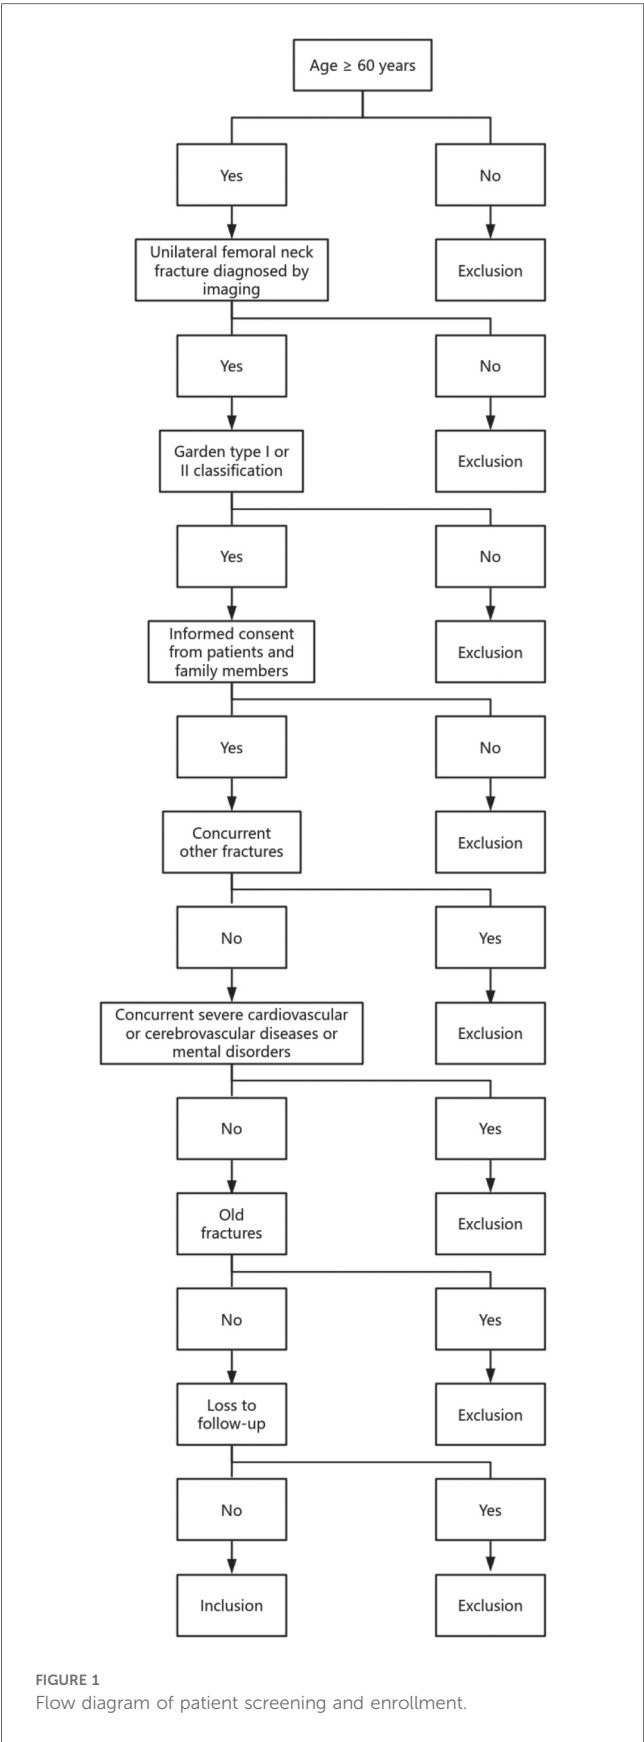 Age ≥ 60 years
Yes
No
Unilateral femoral neck
fracture diagnosed by
imaging
Exclusion
Yes
No
Garden type I or
II classification
Exclusion
Yes
No
Informed consent
from patients and
family members
Exclusion
Yes
No
Concurrent
other fractures
Exclusion
No
Yes
Concurrent severe cardiovascular
or cerebrovascular diseases or
mental disorders
Exclusion
No
Yes
Old
fractures
Exclusion
No
Yes
Loss to
follow-up
Exclusion
No
Yes
Inclusion
Exclusion
FIGURE 1
Flow diagram of patient screening and enrollment.